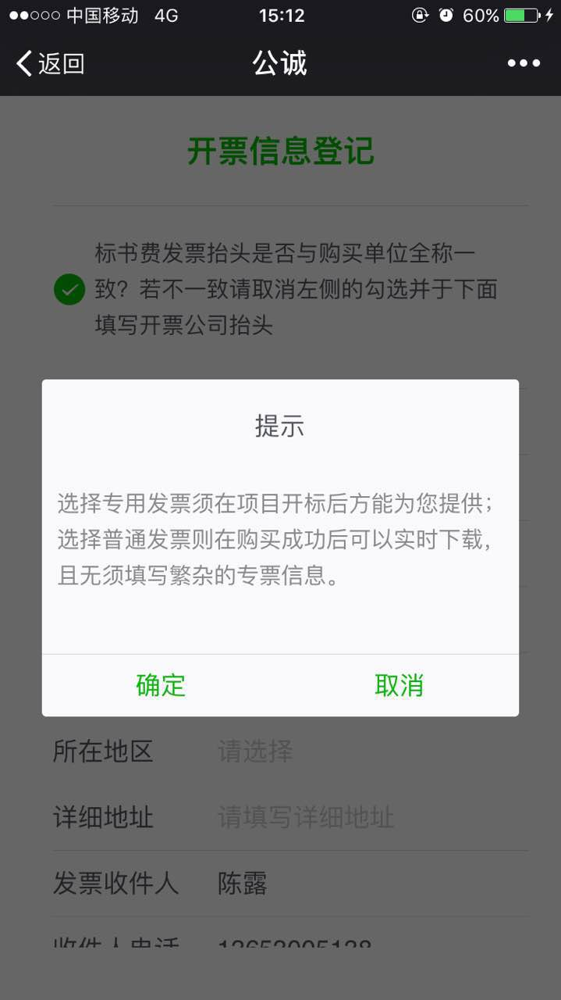 中国移动 4G 15:12 60%
返回 公诚
开票信息登记
标书费发票抬头是否与购买单位全称一
致？若不一致请取消左侧的勾选并于下面
填写开票公司抬头
提示
选择专用发票须在项目开标后方能为您提供；
选择普通发票则在购买成功后可以实时下载，
且无须填写繁杂的专票信息。
确定 取消
所在地区 请选择
详细地址 请填写详细地址
发票收件人 陈露
收件人电话